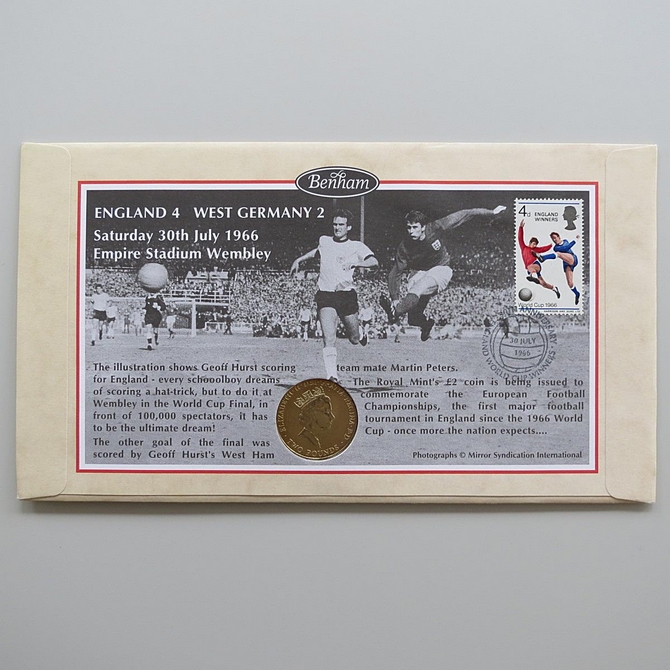 Benham
ENGLAND 4 WEST GERMANY 2
Saturday 30th July 1966
Empire Stadium Wembley
4d ENGLAND
WINNERS
World Cup 1966
30 JULY
1966
WORLD CUP WINNERS
The illustration shows Geoff Hurst scoring
for England - every schooolboy dreams
of scoring a hat-trick, but to do it at
Wembley in the World Cup Final, in
front of 100,000 spectators, it has
to be the ultimate dream!
The other goal of the final was
scored by Geoff Hurst's West Ham
team mate Martin Peters.
The Royal Mint's £2 coin is being issued to
commemorate the European Football
Championships, the first major football
tournament in England since the 1966 World
Cup - once more the nation expects....
ELIZABETH II
TWO POUNDS
Photographs © Mirror Syndication International